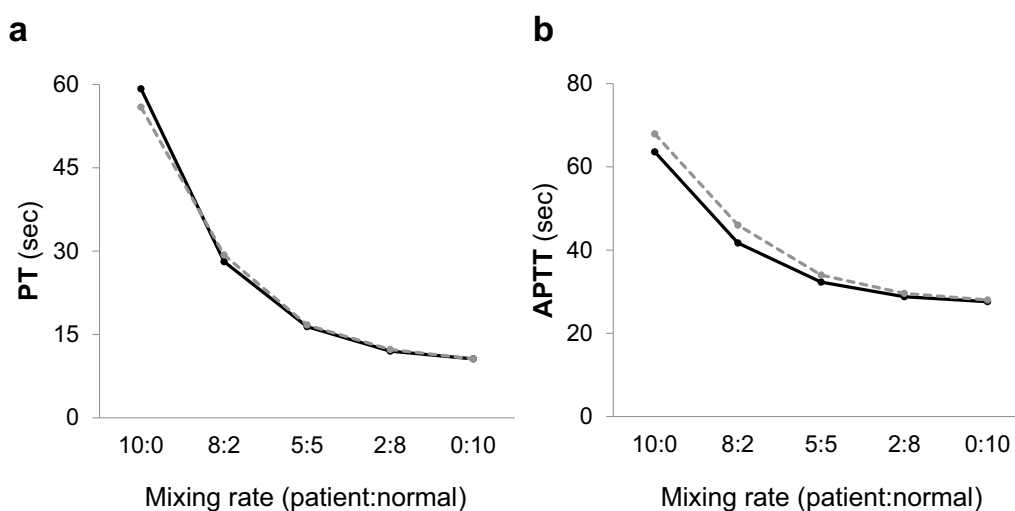 a
60
45
30
15
0
PT (sec)
10:0 8:2 5:5 2:8 0:10
Mixing rate (patient:normal)
b
80
60
40
20
0
APTT (sec)
10:0 8:2 5:5 2:8 0:10
Mixing rate (patient:normal)